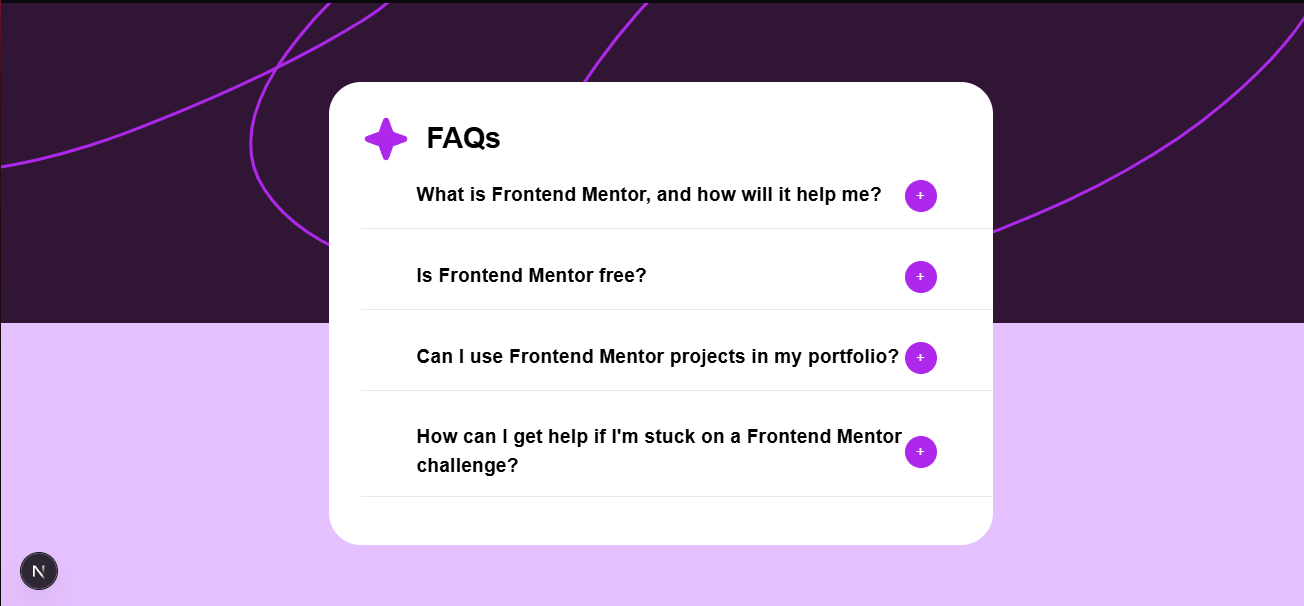 FAQs
What is Frontend Mentor, and how will it help me?
+
Is Frontend Mentor free?
+
Can I use Frontend Mentor projects in my portfolio?
+
How can I get help if I'm stuck on a Frontend Mentor
challenge?
+
N